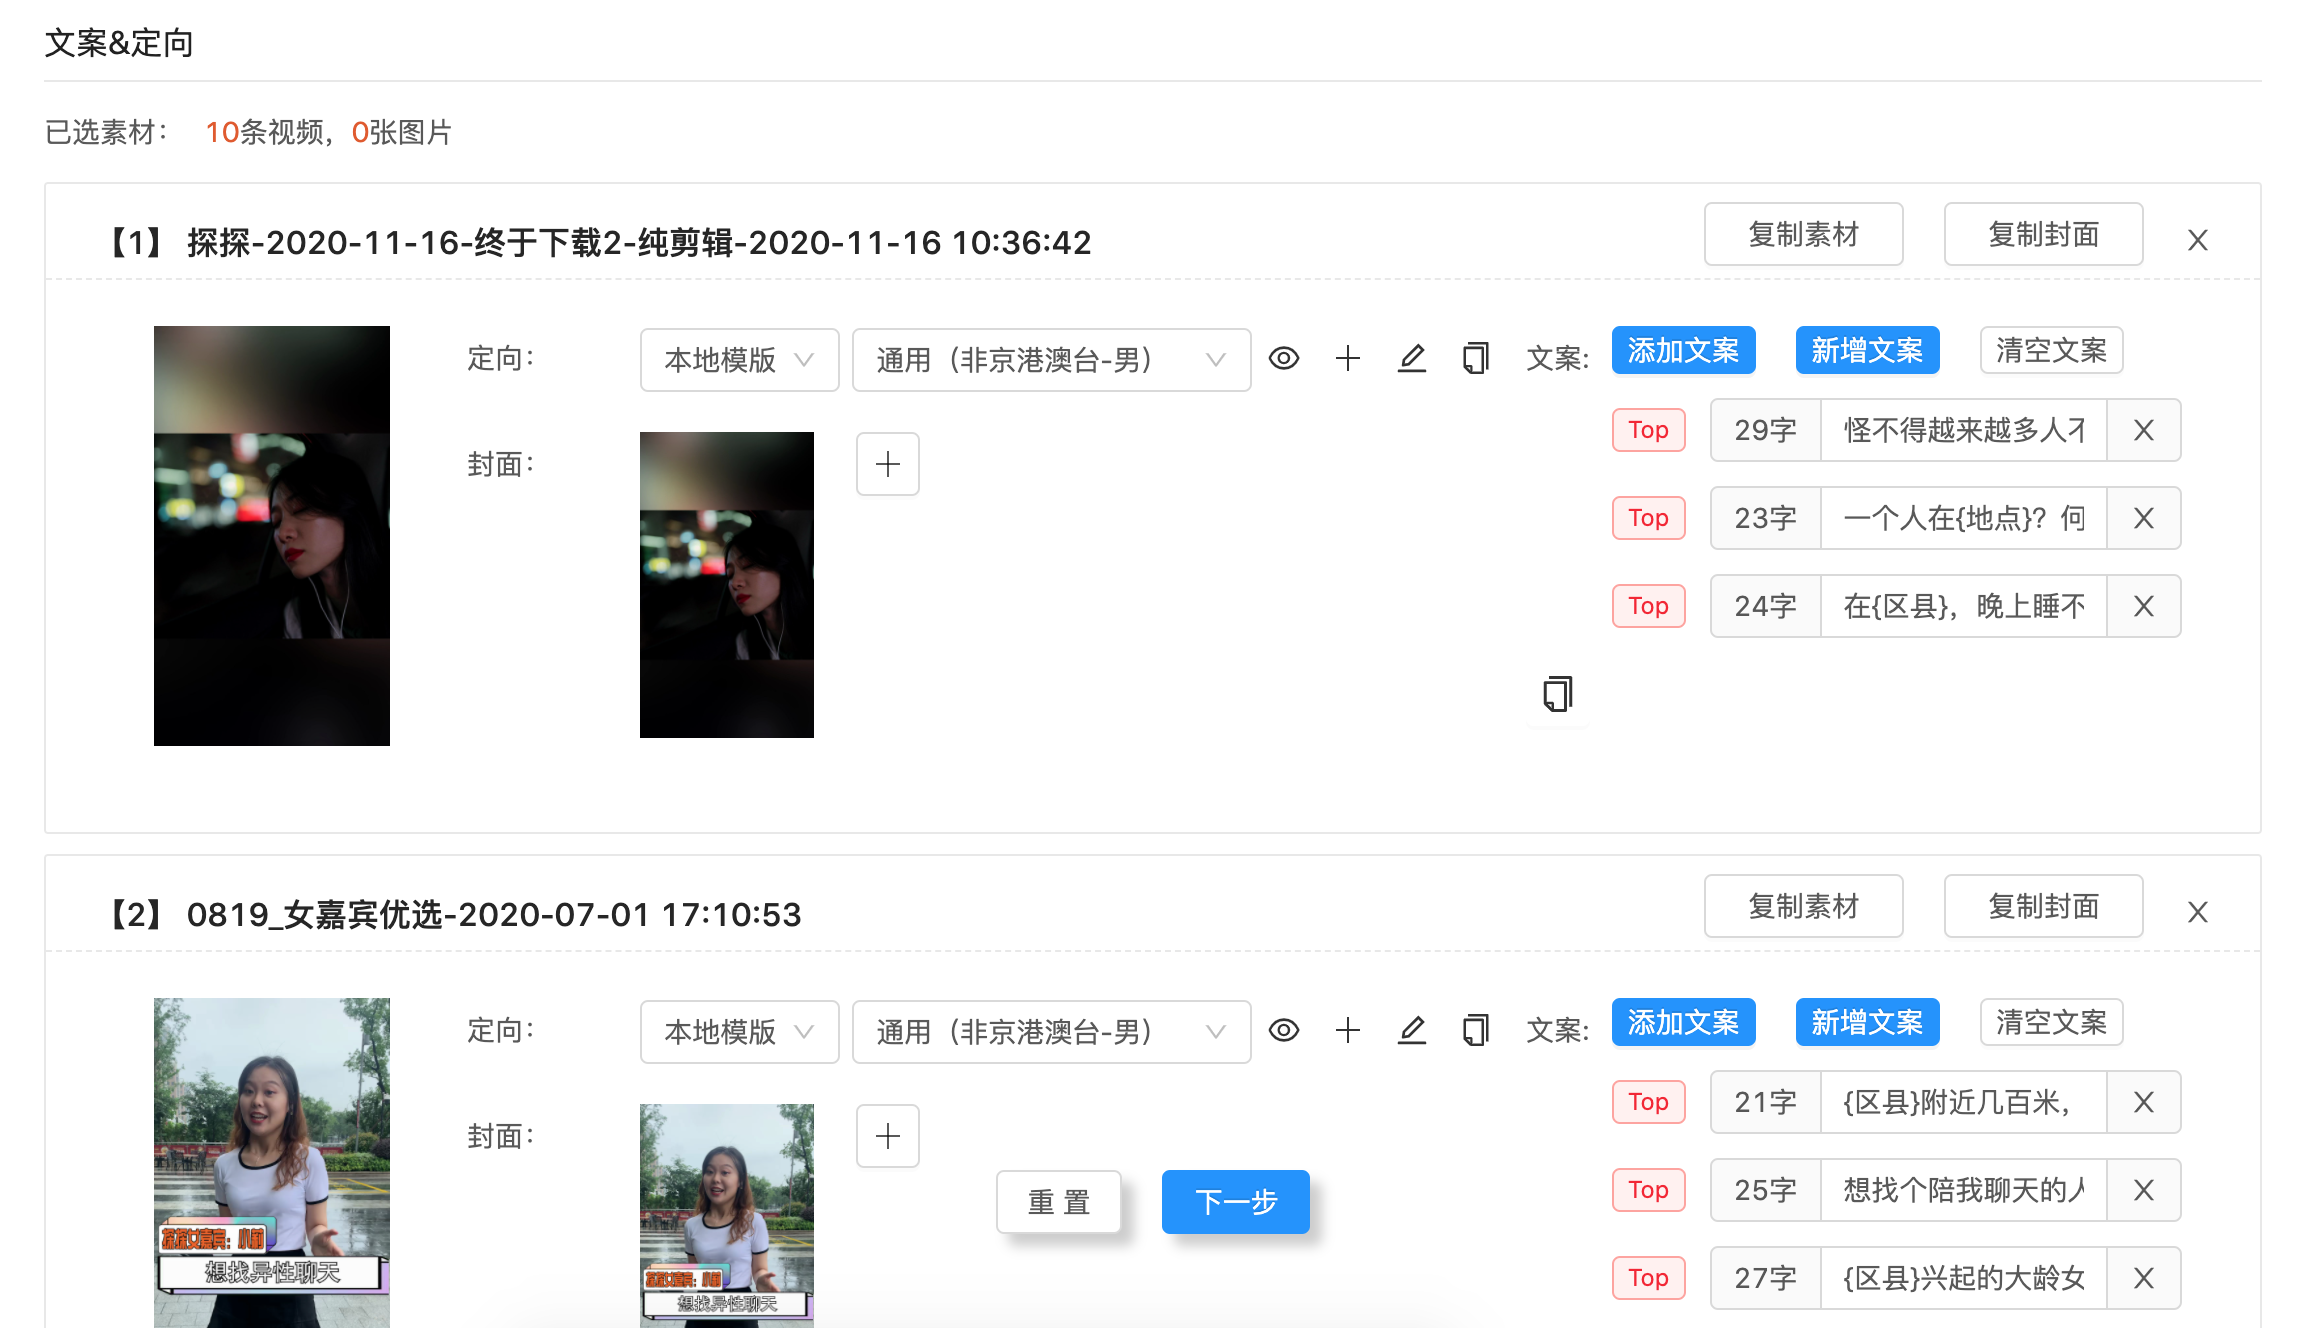 文案&定向
已选素材： 10条视频，0张图片
【1】 探探-2020-11-16-终于下载2-纯剪辑-2020-11-16 10:36:42
复制素材 复制封面 X
定向： 本地模版 通用（非京港澳台-男） 文案: 添加文案 新增文案 清空文案
Top 29字 怪不得越来越多人不 X
封面：
Top 23字 一个人在{地点}？何 X
Top 24字 在{区县}，晚上睡不 X
【2】 0819_女嘉宾优选-2020-07-01 17:10:53
复制素材 复制封面 X
定向： 本地模版 通用（非京港澳台-男） 文案: 添加文案 新增文案 清空文案
Top 21字 {区县}附近几百米， X
封面：
Top 25字 想找个陪我聊天的人 X
重 置 下一步
Top 27字 {区县}兴起的大龄女 X
想找异性聊天
想找异性聊天